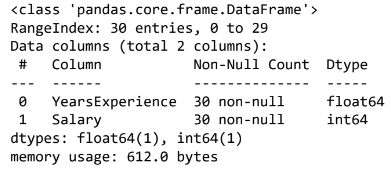 <class 'pandas.core.frame.DataFrame'>
RangeIndex: 30 entries, 0 to 29
Data columns (total 2 columns):
 #   Column           Non-Null Count  Dtype
---  ------           --------------  -----
 0   YearsExperience  30 non-null     float64
 1   Salary           30 non-null     int64
dtypes: float64(1), int64(1)
memory usage: 612.0 bytes